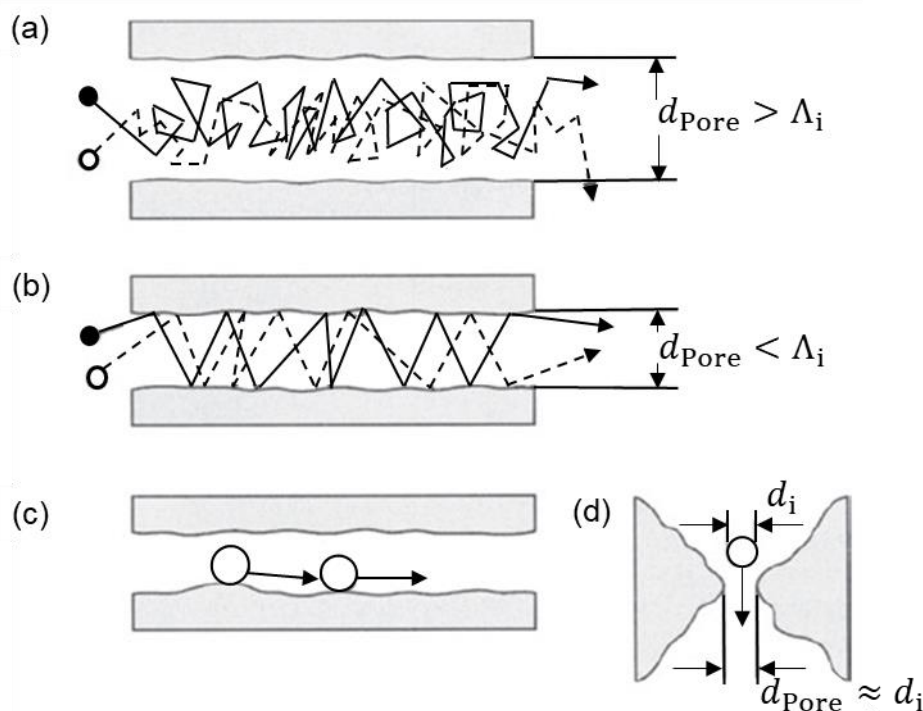 (a)
d_Pore > Λ_i
(b)
d_Pore < Λ_i
(c)
(d)
d_i
d_Pore ≈ d_i